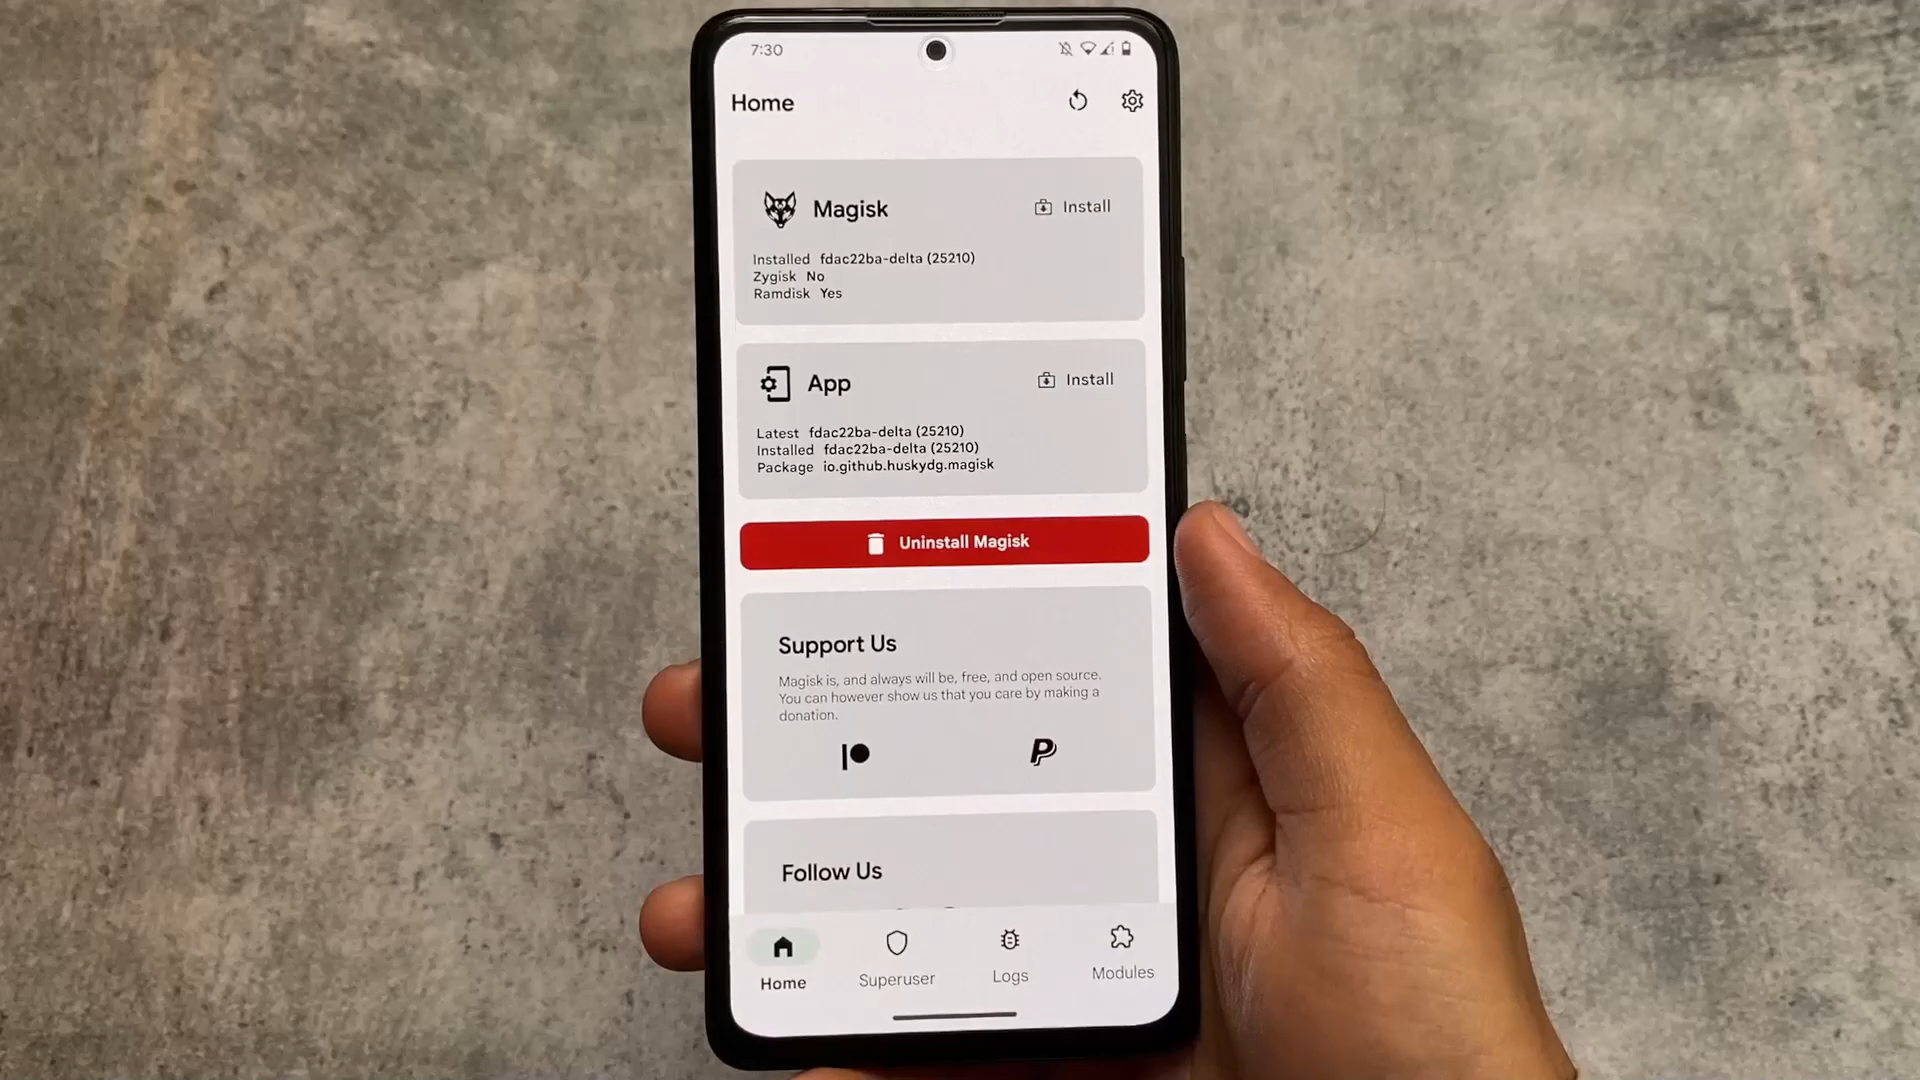 7:30
Home
Magisk
Install
Installed fdac22ba-delta (25210)
Zygisk No
Ramdisk Yes
App
Install
Latest fdac22ba-delta (25210)
Installed fdac22ba-delta (25210)
Package io.github.huskydg.magisk
Uninstall Magisk
Support Us
Magisk is, and always will be, free, and open source.
You can however show us that you care by making a
donation.
Follow Us
Home
Superuser
Logs
Modules